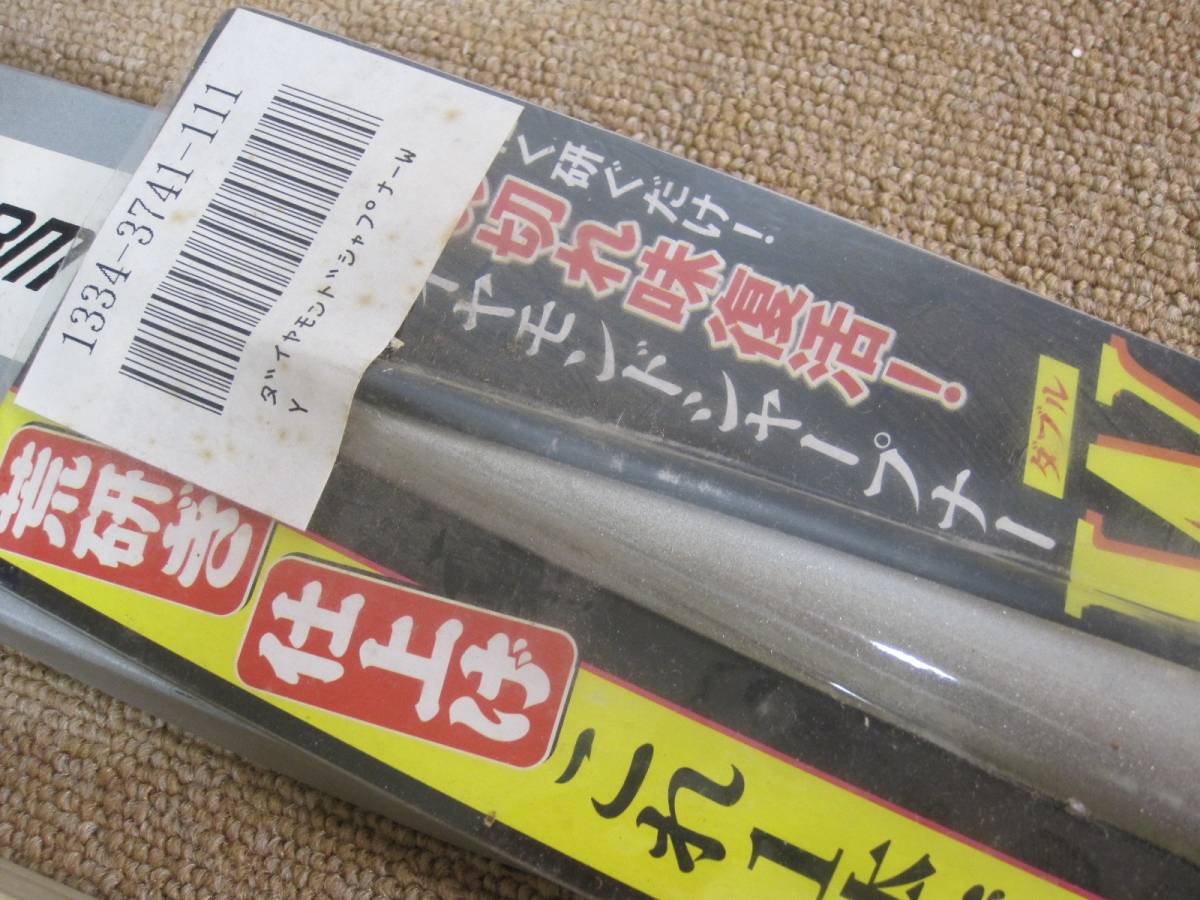 1334-3741-111
ダイヤモンドシャプナーW
Y
く研ぐだけ!
切れ味復活!
イヤモンドシャープナー
ダブル
W
荒研ぎ
仕上げ
これ1本